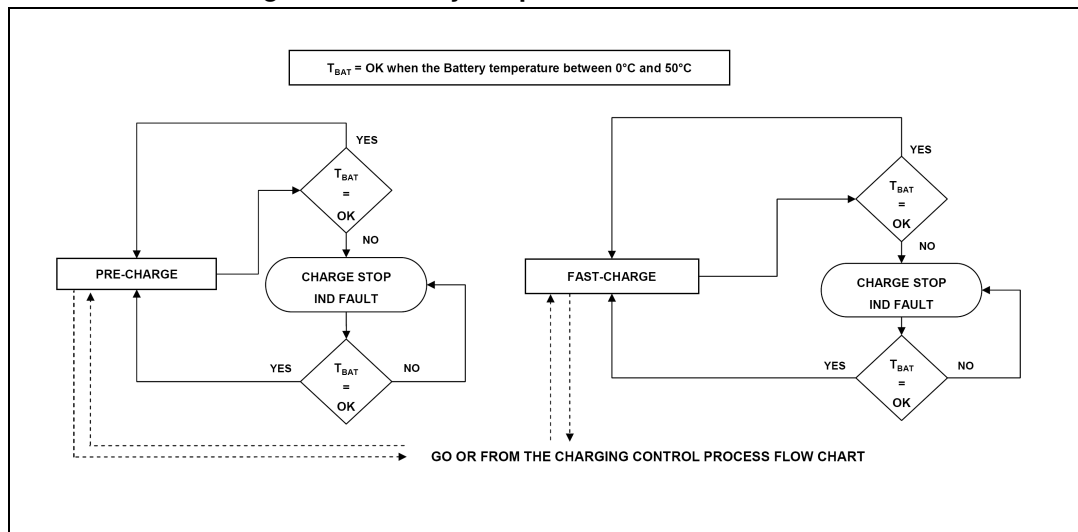 T_BAT = OK when the Battery temperature between 0°C and 50°C
YES
T_BAT
=
OK
NO
PRE-CHARGE
CHARGE STOP
IND FAULT
YES
T_BAT
=
OK
NO
YES
T_BAT
=
OK
NO
FAST-CHARGE
CHARGE STOP
IND FAULT
YES
T_BAT
=
OK
NO
GO OR FROM THE CHARGING CONTROL PROCESS FLOW CHART